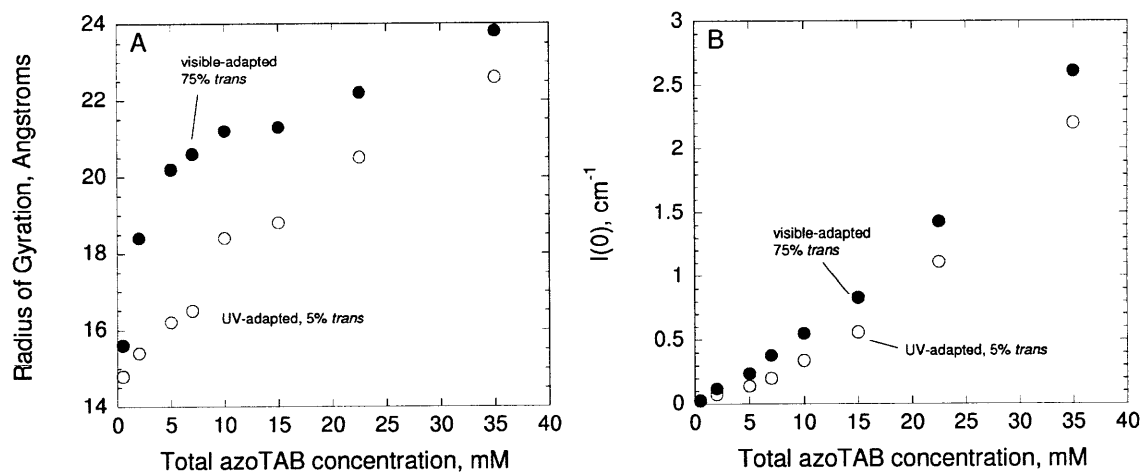 A
24
22
20
18
16
14
Radius of Gyration, Angstroms
visible-adapted
75% trans
UV-adapted, 5% trans
0 5 10 15 20 25 30 35 40
Total azoTAB concentration, mM
B
3
2.5
2
1.5
1
0.5
0
I(0), cm⁻¹
visible-adapted
75% trans
UV-adapted, 5% trans
0 5 10 15 20 25 30 35 40
Total azoTAB concentration, mM